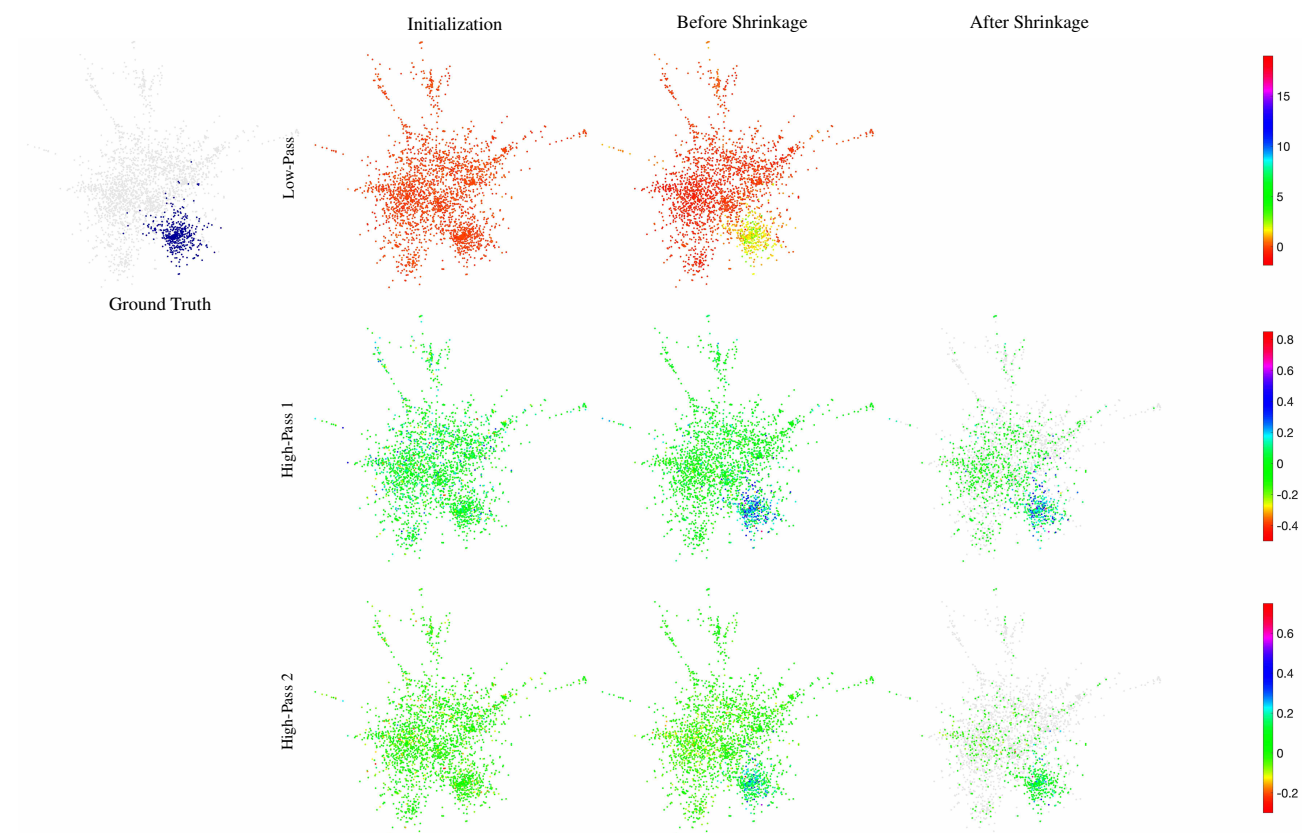 Initialization
Before Shrinkage
After Shrinkage
Low-Pass
15
10
5
0
Ground Truth
High-Pass 1
0.8
0.6
0.4
0.2
0
-0.2
-0.4
High-Pass 2
0.6
0.4
0.2
0
-0.2